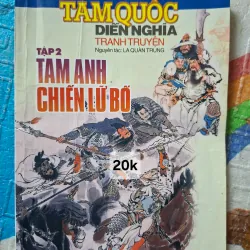 TAM QUỐC
DIỄN NGHĨA
TRANH TRUYỆN
Nguyên tác: LA QUÁN TRUNG
TẬP 2
TAM ANH
CHIẾN LỮ BỐ
20k